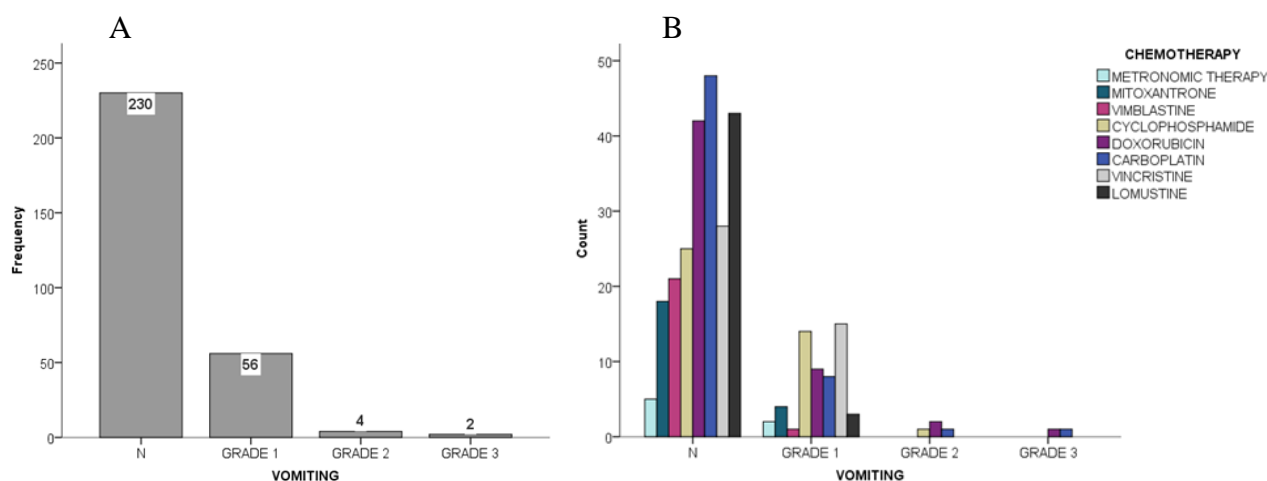 A
Frequency
250
200
150
100
50
0
230
56
4
2
N GRADE 1 GRADE 2 GRADE 3
VOMITING
B
Count
50
40
30
20
10
0
N GRADE 1 GRADE 2 GRADE 3
VOMITING
CHEMOTHERAPY
METRONOMIC THERAPY
MITOXANTRONE
VIMBLASTINE
CYCLOPHOSPHAMIDE
DOXORUBICIN
CARBOPLATIN
VINCRISTINE
LOMUSTINE